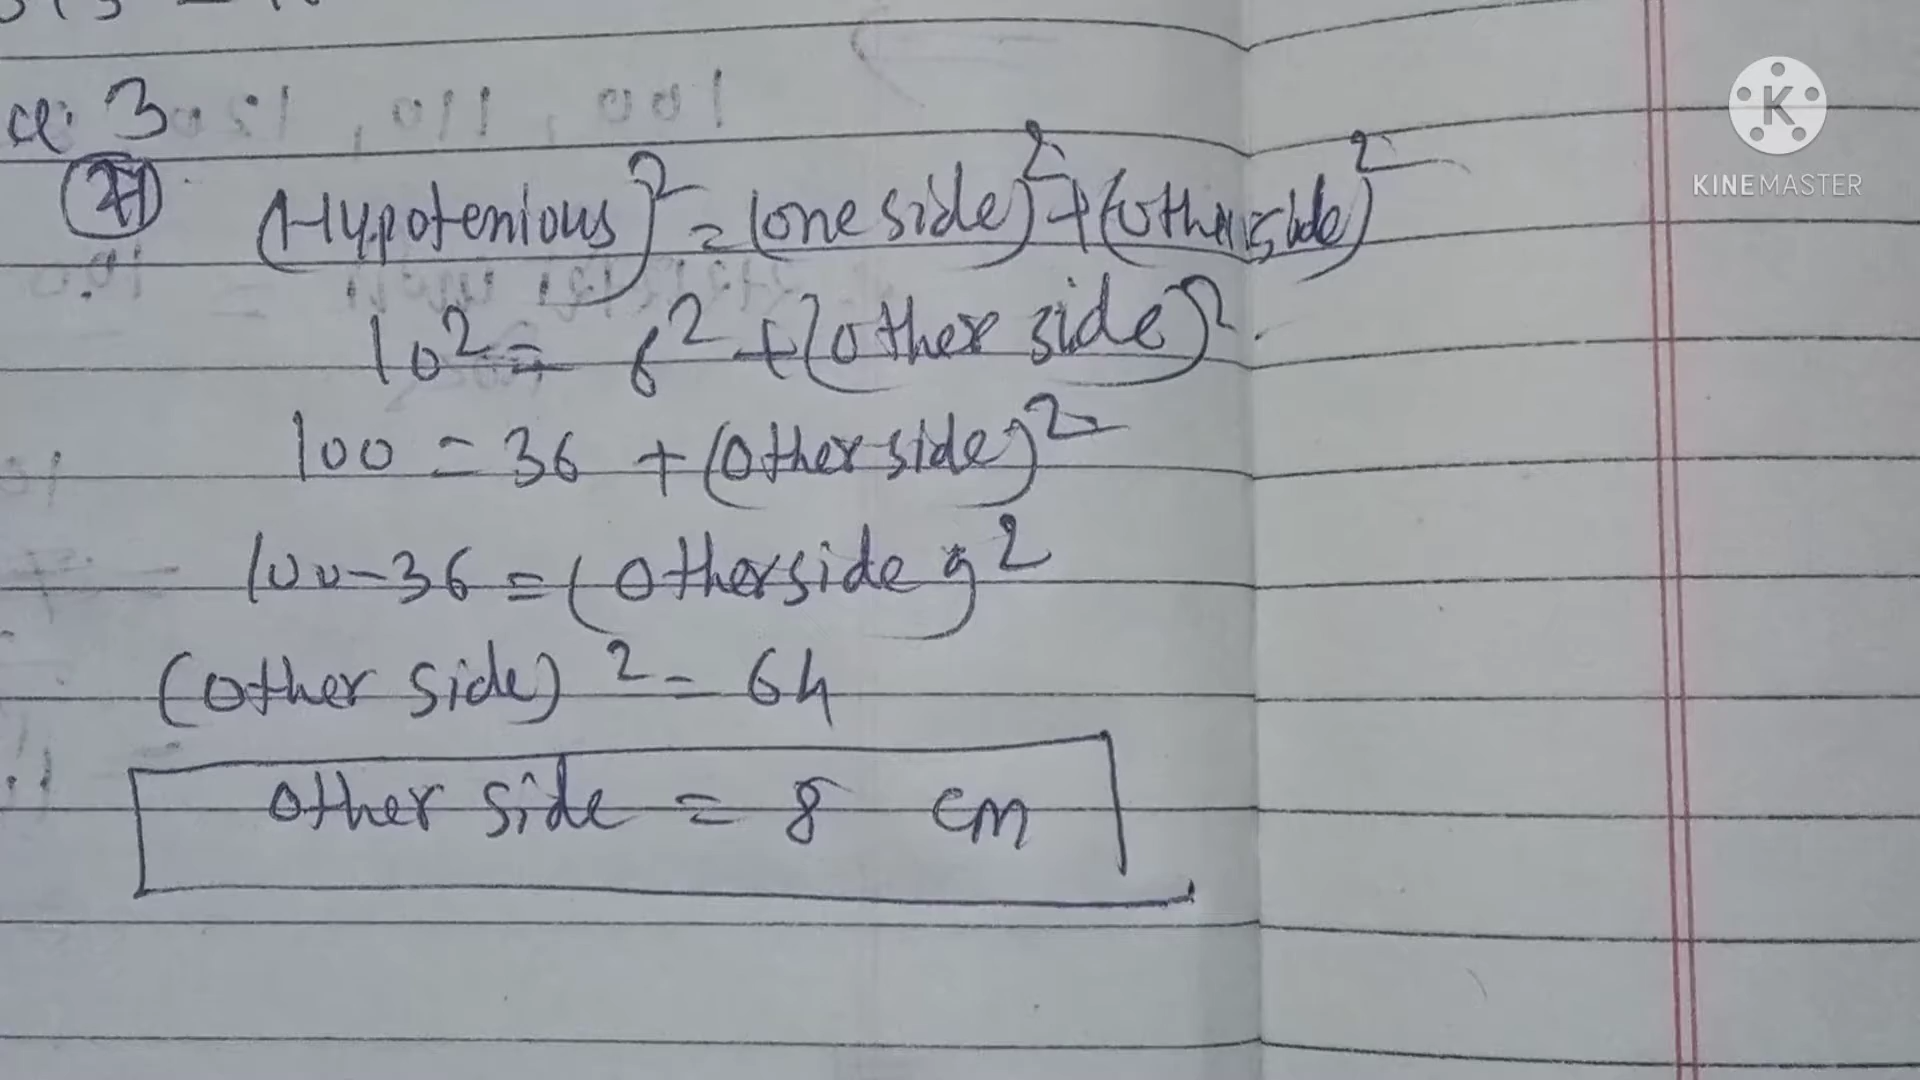 Q. 3
K
KINEMASTER
(Hypotenious)² = (one side)² + (other side)²
10² = 6² + (other side)².
100 = 36 + (other side)²
100-36 = (other side)²
(other side)² = 64
other side = 8 cm